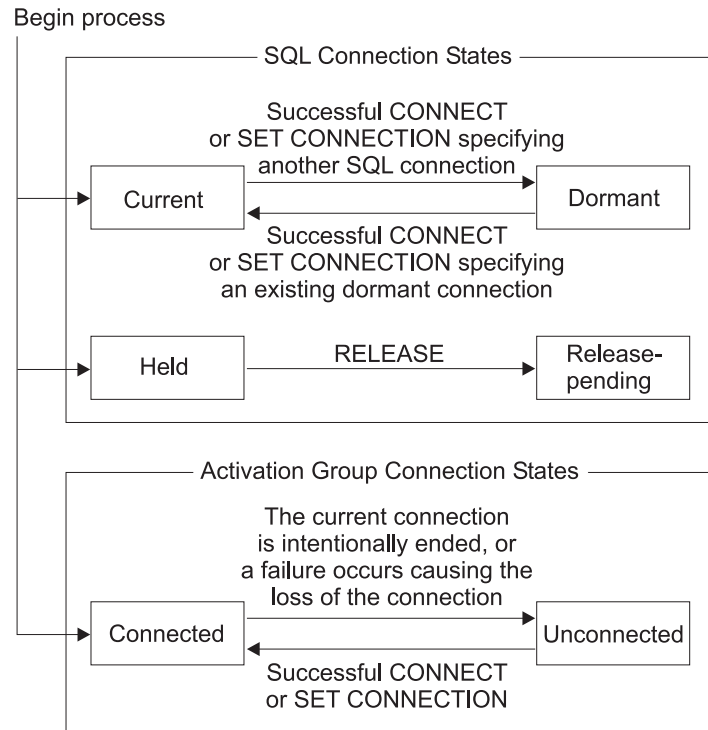 Begin process
SQL Connection States
Successful CONNECT
or SET CONNECTION specifying
another SQL connection
Current
Dormant
Successful CONNECT
or SET CONNECTION specifying
an existing dormant connection
Held
RELEASE
Release-
pending
Activation Group Connection States
The current connection
is intentionally ended, or
a failure occurs causing the
loss of the connection
Connected
Unconnected
Successful CONNECT
or SET CONNECTION